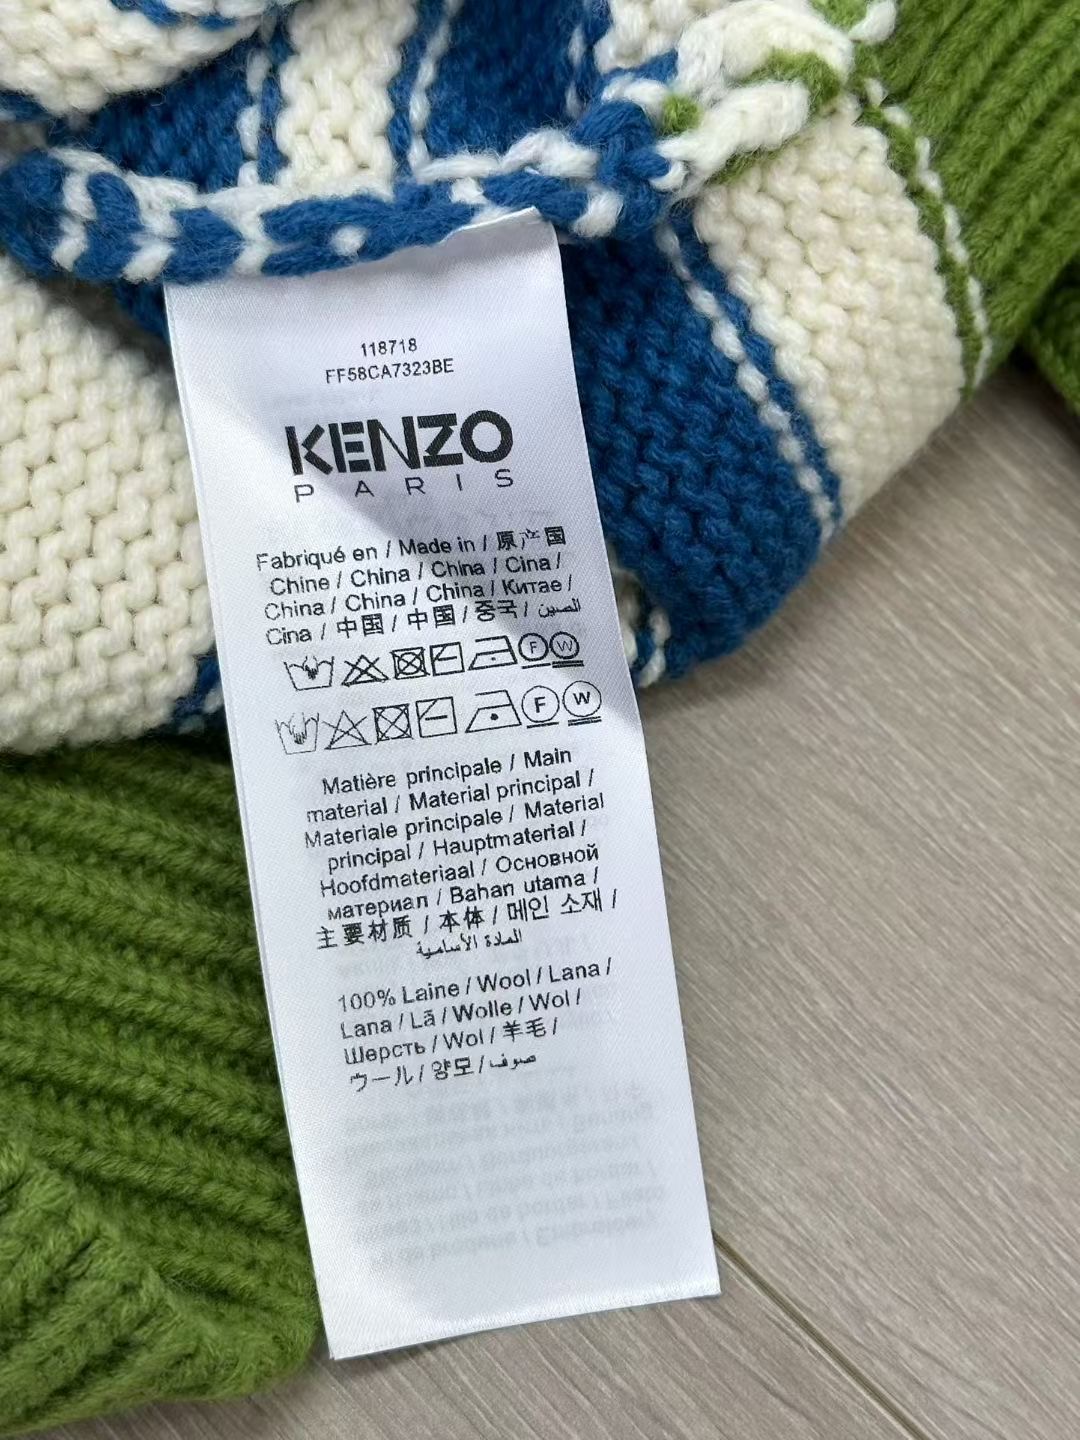 118718
FF58CA7323BE
KENZO
PARIS
Fabriqué en / Made in / 原产国
Chine / China / China / Cina /
China / China / China / Китае /
Cina / 中国 / 中国 / 중국 / الصين
F W
F W
Matière principale / Main
material / Material principal /
Materiale principale / Material
principal / Hauptmaterial /
Hoofdmateriaal / Основной
материал / Bahan utama /
主要材质 / 本体 / 메인 소재 /
المادة الأساسية
100% Laine / Wool / Lana /
Lana / Lã / Wolle / Wol /
Шерсть / Wol / 羊毛 /
ウール / 양모 / صوف